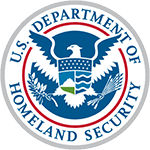 U.S. DEPARTMENT OF
HOMELAND SECURITY